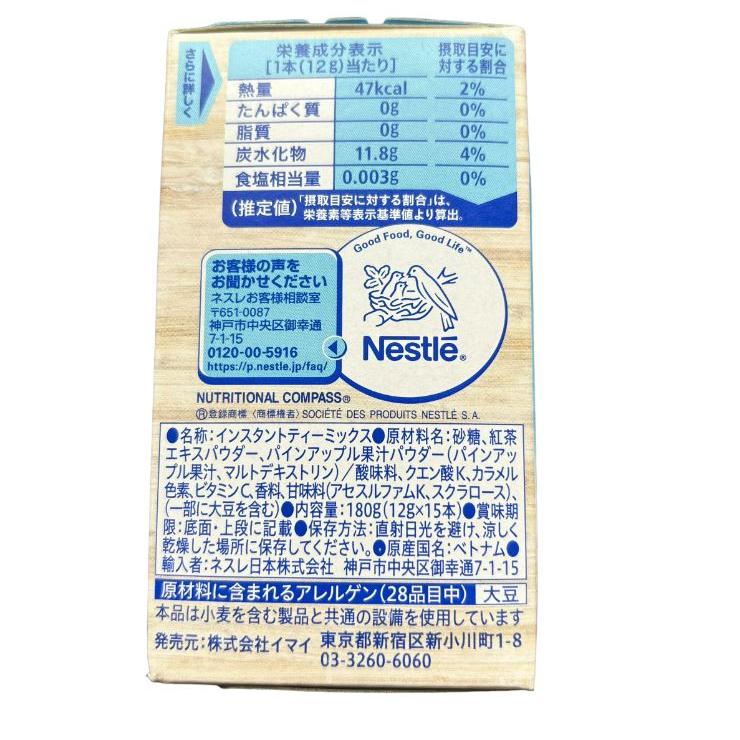 さらに詳しく
栄養成分表示
[1本(12g)当たり]
摂取目安に
対する割合
熱量 47kcal 2%
たんぱく質 0g 0%
脂質 0g 0%
炭水化物 11.8g 4%
食塩相当量 0.003g 0%
(推定値)「摂取目安に対する割合」は、
栄養素等表示基準値より算出。
Good Food, Good Life™
お客様の声を
お聞かせください
ネスレお客様相談室
〒651-0087
神戸市中央区御幸通
7-1-15
0120-00-5916
https://p.nestle.jp/faq/
Nestlé®
NUTRITIONAL COMPASS®
®登録商標〈商標権者〉SOCIÉTÉ DES PRODUITS NESTLÉ S.A.
●名称:インスタントティーミックス●原材料名:砂糖、紅茶
エキスパウダー、パインアップル果汁パウダー(パインアッ
プル果汁、マルトデキストリン)／酸味料、クエン酸K、カラメル
色素、ビタミンC、香料、甘味料(アセスルファムK、スクラロース)、
(一部に大豆を含む)●内容量:180g(12g×15本)●賞味期
限:底面・上段に記載●保存方法:直射日光を避け、涼しく
乾燥した場所に保存してください。●原産国名:ベトナム●
輸入者:ネスレ日本株式会社 神戸市中央区御幸通7-1-15
原材料に含まれるアレルゲン(28品目中) 大豆
本品は小麦を含む製品と共通の設備を使用しています
発売元:株式会社イマイ 東京都新宿区新小川町1-8
03-3260-6060